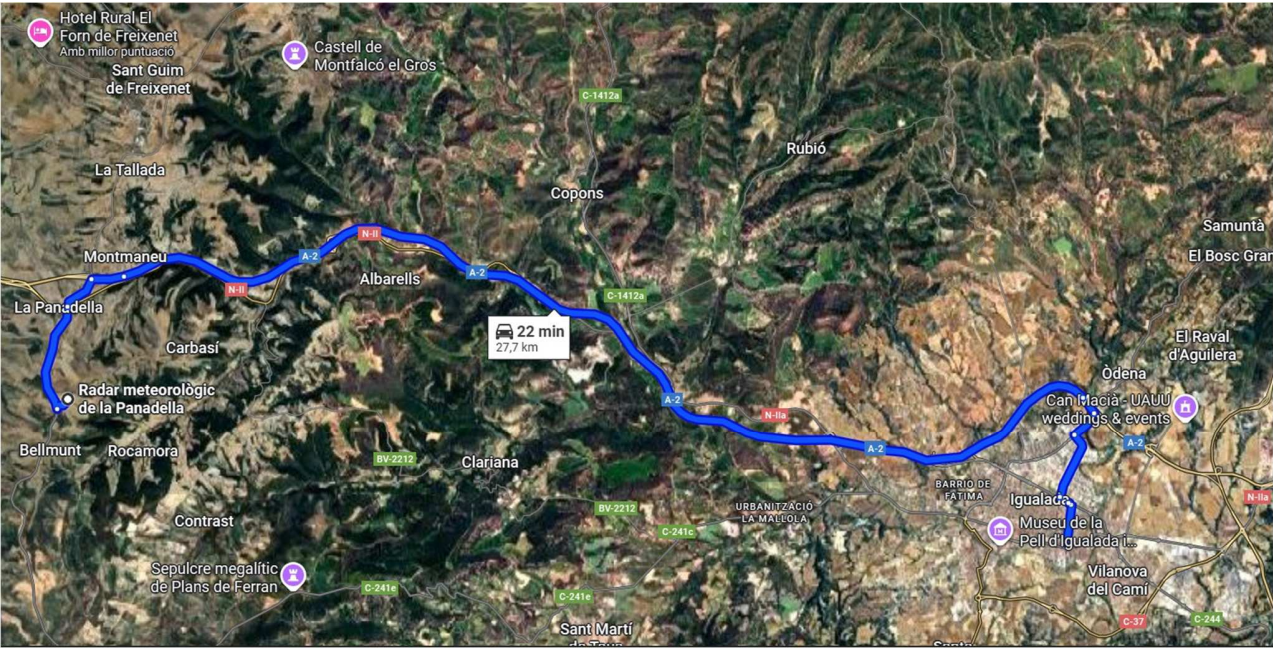 Hotel Rural El
Forn de Freixenet
Amb millor puntuació
Sant Guim
de Freixenet
Castell de
Montfalcó el Gros
C-1412a
Rubió
La Tallada
Copons
Samuntà
N-II
A-2
Montmaneu
El Bosc Gran
A-2
Albarells
N-II
C-1412a
La Panadella
22 min
27,7 km
El Raval
d'Aguilera
Carbasí
Òdena
Radar meteorològic
de la Panadella
A-2
Can Macià - UAUU
weddings & events
N-IIa
A-2
A-2
Bellmunt
Rocamora
BV-2212
Clariana
BARRIO DE
FÀTIMA
Igualada
N-IIa
BV-2212
URBANITZACIÓ
LA MALLOLA
Contrast
C-241c
Museu de la
Pell d'Igualada i...
Sepulcre megalític
de Plans de Ferran
C-241e
C-241e
Vilanova
del Camí
C-37
C-244
Sant Martí